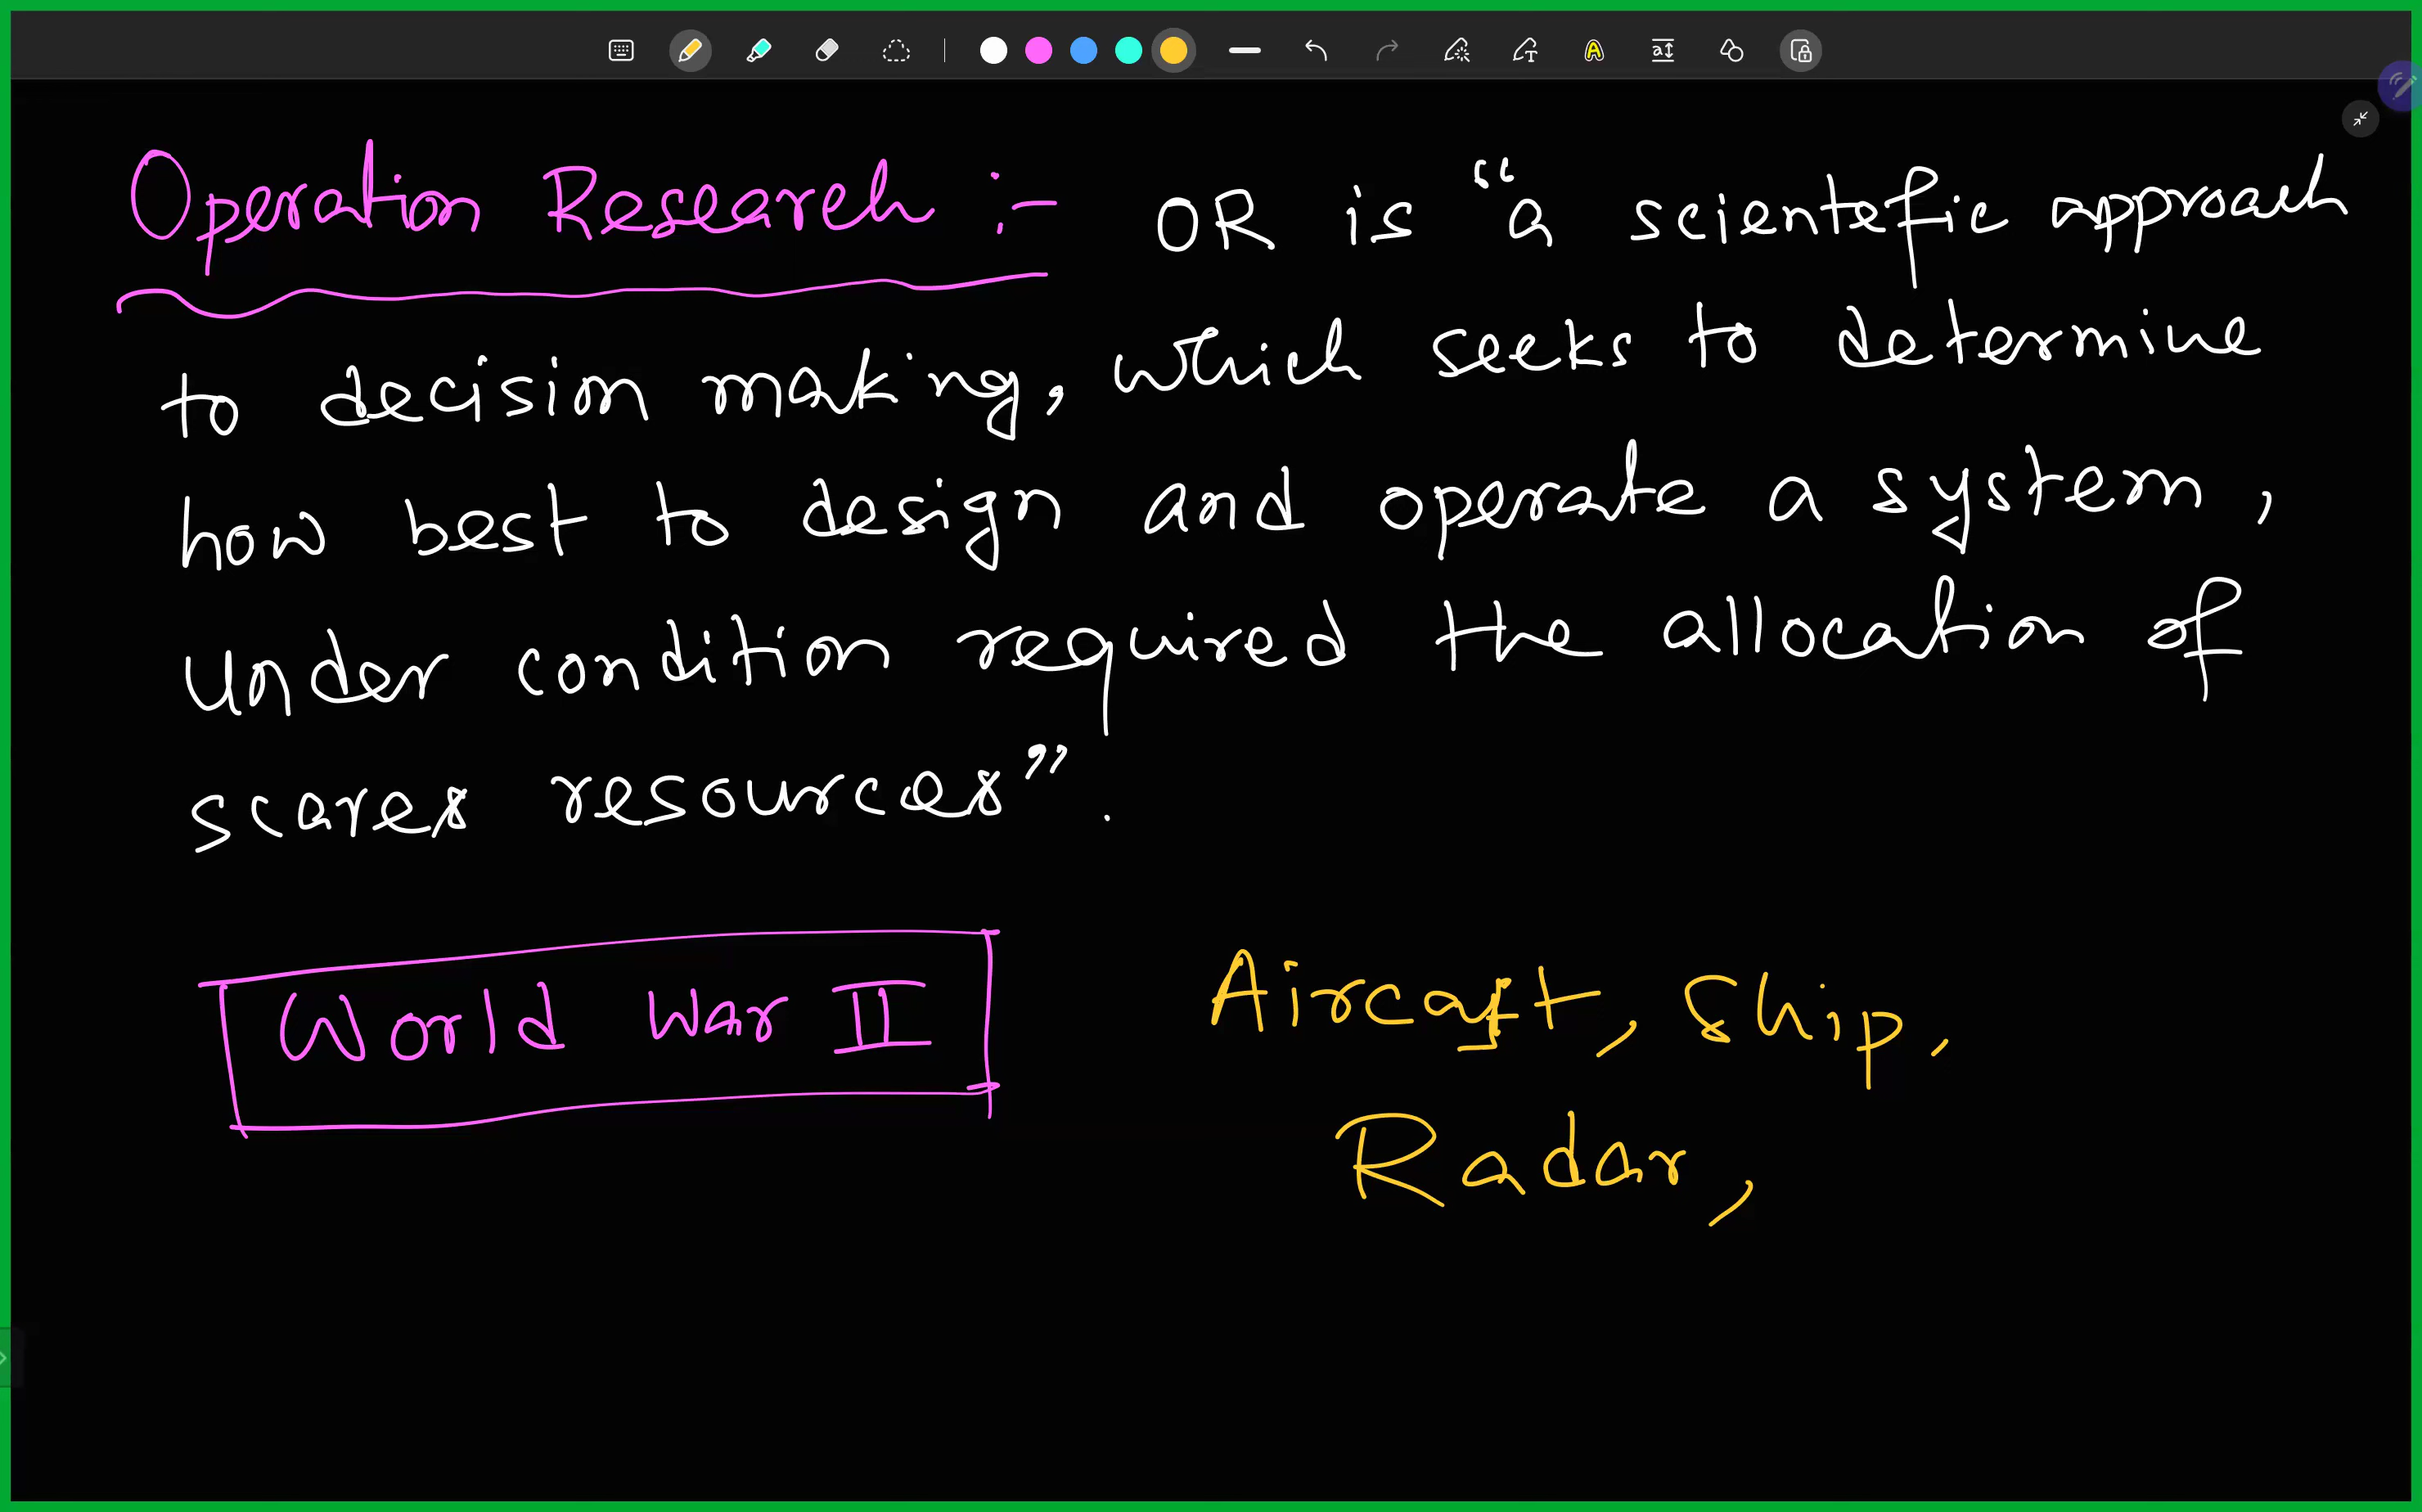 Operation Research :- OR is "a scientefic approach
to decision making, which seeks to determine
how best to design and operate a system,
under condition required the allocation of
scares resources".
World War II
Aircaft, Ship,
Radar,